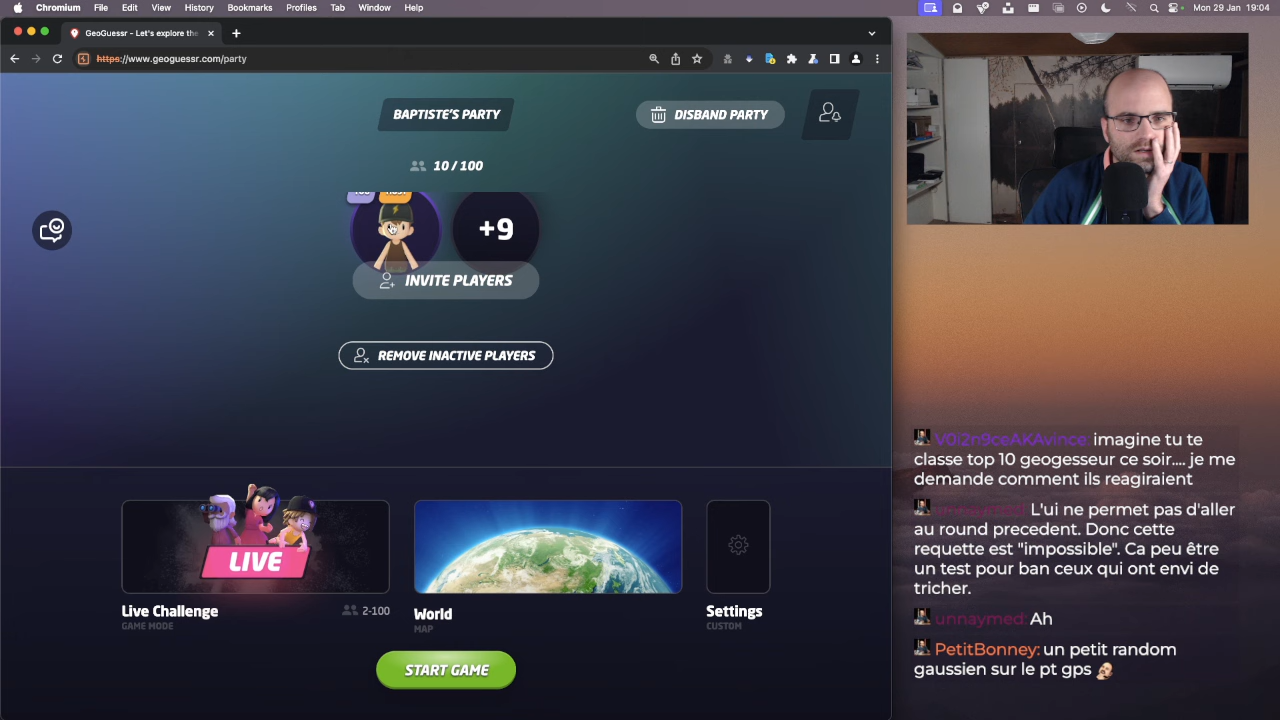 Chromium File Edit View History Bookmarks Profiles Tab Window Help Mon 29 Jan 19:04
GeoGuessr - Let's explore the
https://www.geoguessr.com/party
BAPTISTE'S PARTY
DISBAND PARTY
10 / 100
+9
INVITE PLAYERS
REMOVE INACTIVE PLAYERS
LIVE
Live Challenge 2-100
GAME MODE
World
MAP
Settings
CUSTOM
START GAME
V0i2n9ceAKAvince: imagine tu te
classe top 10 geogesseur ce soir.... je me
demande comment ils reagiraient
unnaymed: L'ui ne permet pas d'aller
au round precedent. Donc cette
requette est "impossible". Ca peu être
un test pour ban ceux qui ont envi de
tricher.
unnaymed: Ah
PetitBonney: un petit random
gaussien sur le pt gps